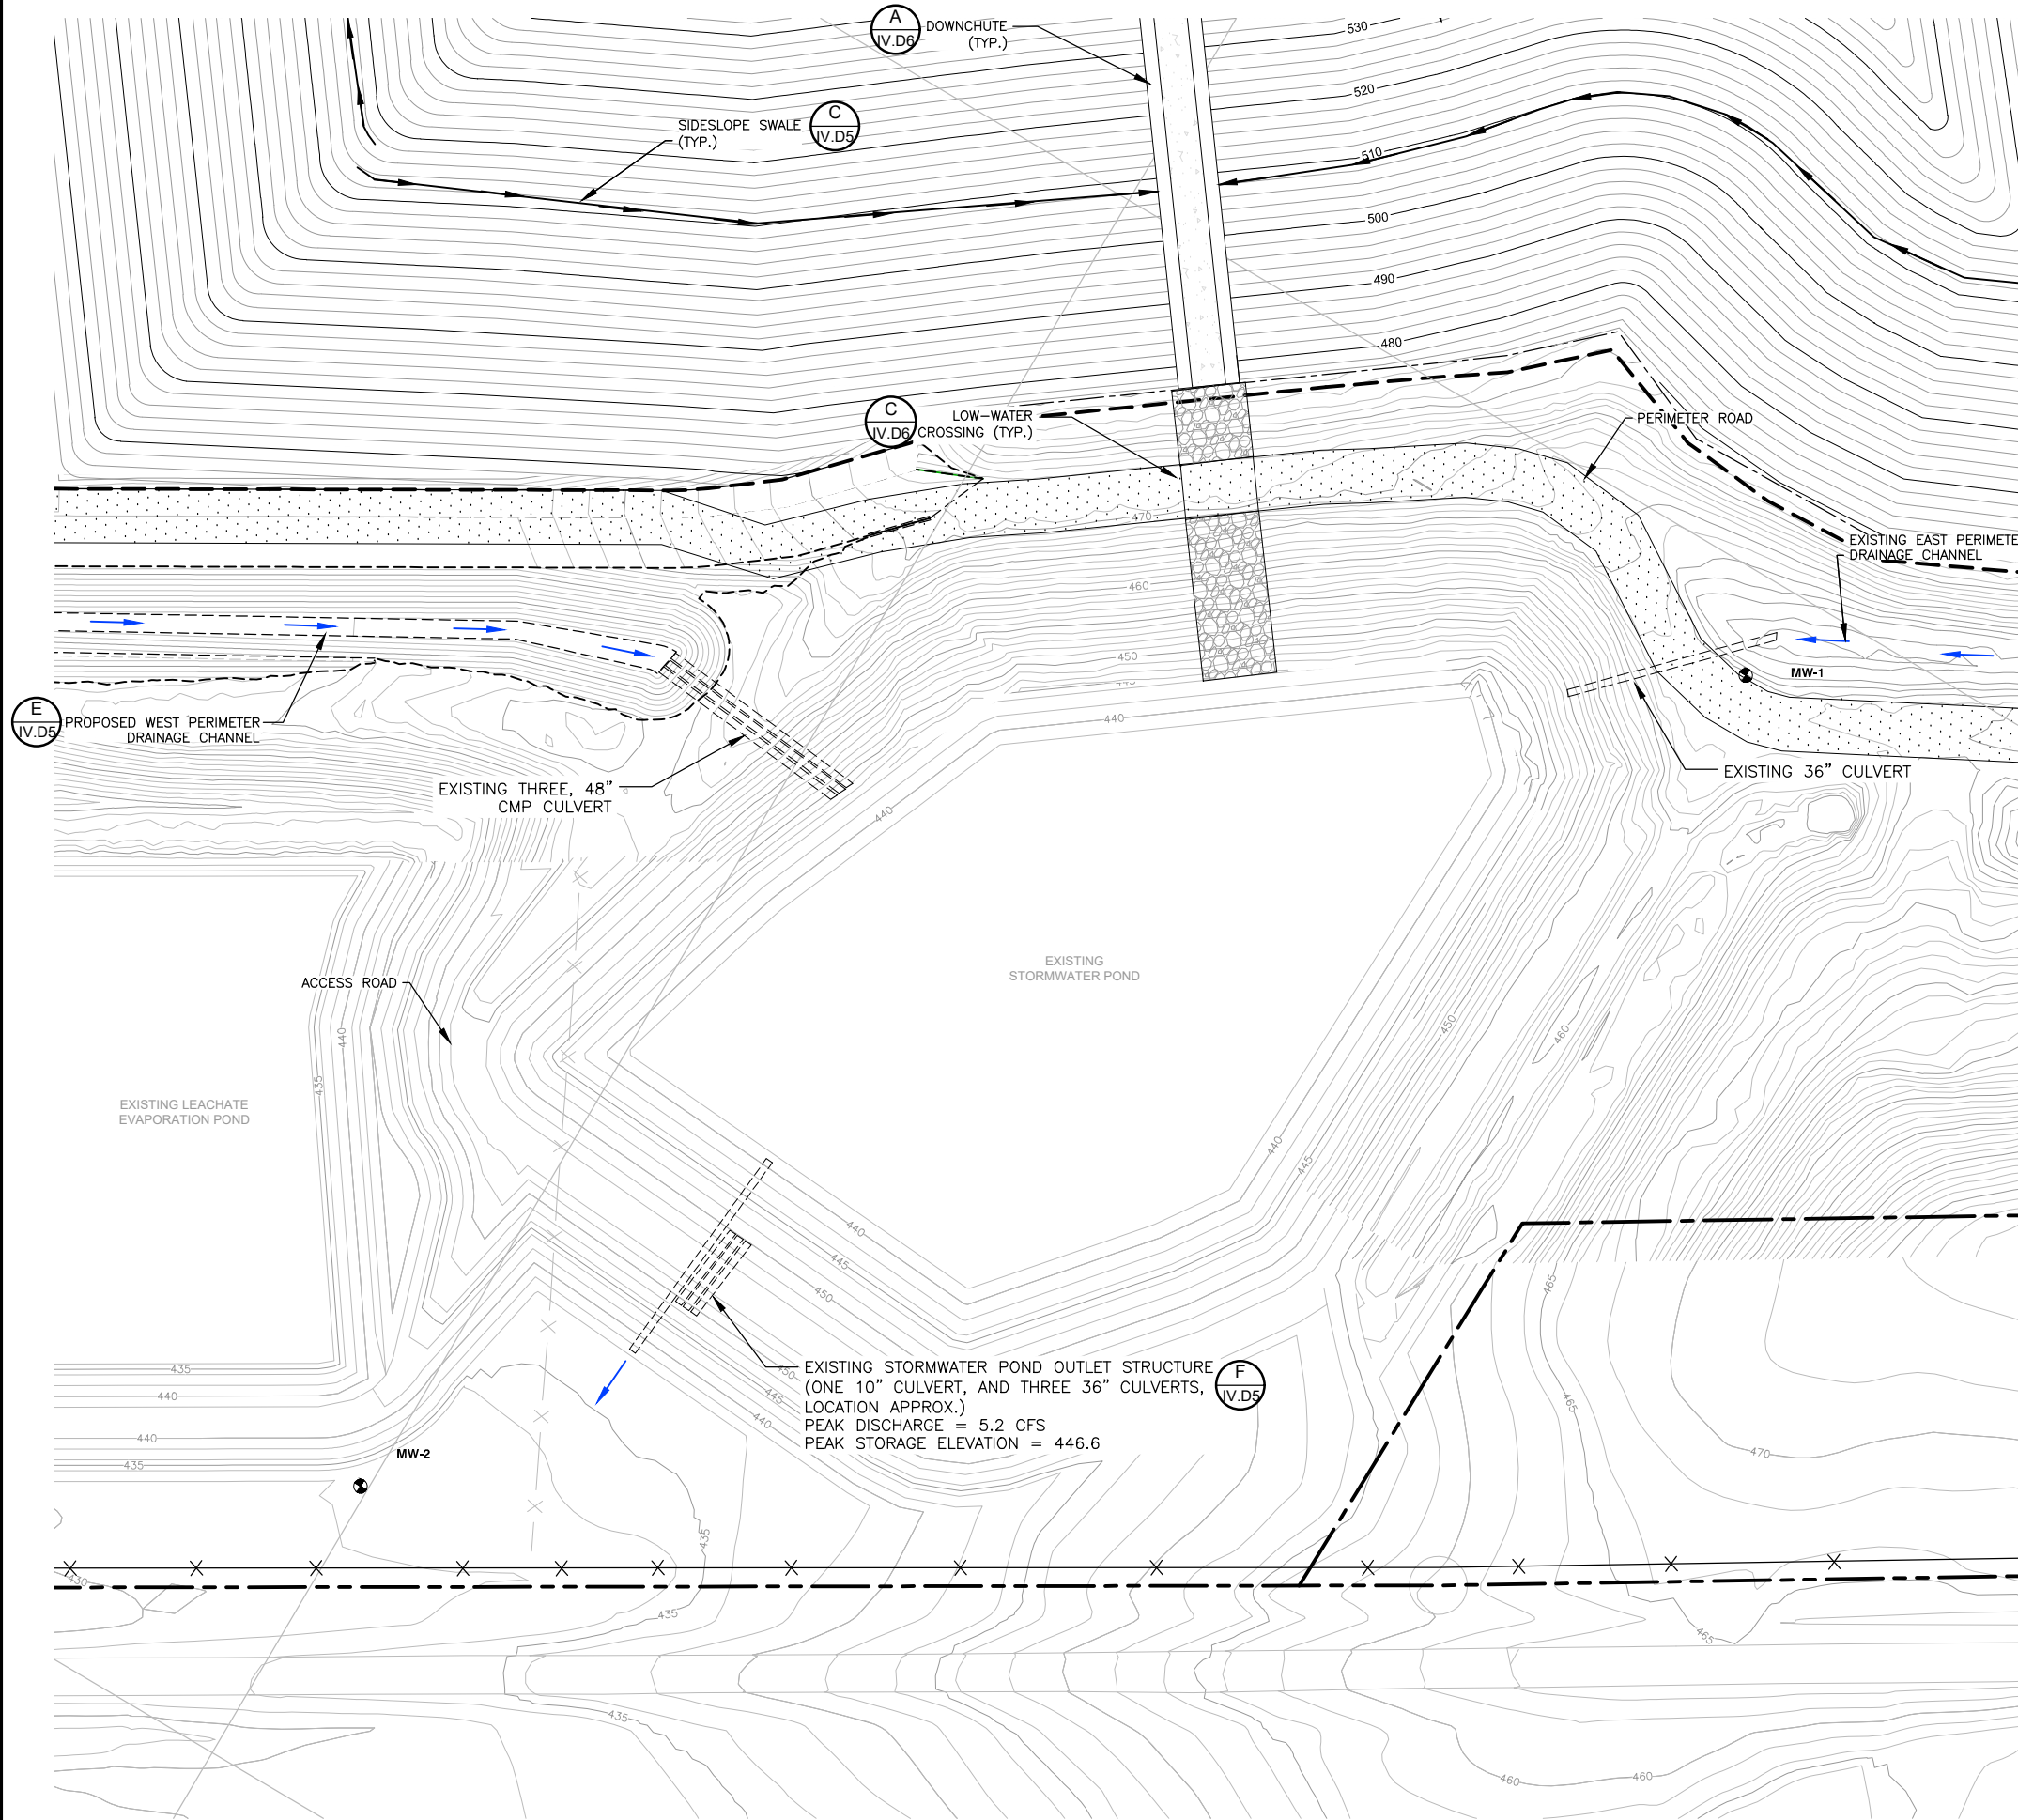 A
IV.D6
DOWNCHUTE
(TYP.)
530
520
C
IV.D5
SIDESLOPE SWALE
(TYP.)
510
500
490
480
C
IV.D6
LOW-WATER
CROSSING (TYP.)
PERIMETER ROAD
470
EXISTING EAST PERIMETE
DRAINAGE CHANNEL
460
450
445
440
MW-1
E
IV.D5
PROPOSED WEST PERIMETER
DRAINAGE CHANNEL
EXISTING THREE, 48"
CMP CULVERT
EXISTING 36" CULVERT
440
EXISTING
STORMWATER POND
ACCESS ROAD
450
460
440
435
EXISTING LEACHATE
EVAPORATION POND
440
445
440
445
450
465
435
440
450
445
440
EXISTING STORMWATER POND OUTLET STRUCTURE
(ONE 10" CULVERT, AND THREE 36" CULVERTS,
LOCATION APPROX.)
PEAK DISCHARGE = 5.2 CFS
PEAK STORAGE ELEVATION = 446.6
F
IV.D5
465
440
435
MW-2
470
435
430
435
465
435
460
460